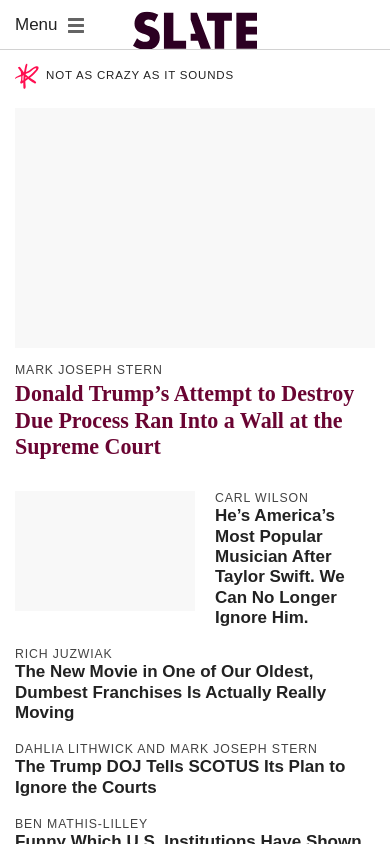 Menu
SLATE
NOT AS CRAZY AS IT SOUNDS
MARK JOSEPH STERN
Donald Trump’s Attempt to Destroy
Due Process Ran Into a Wall at the
Supreme Court
CARL WILSON
He’s America’s
Most Popular
Musician After
Taylor Swift. We
Can No Longer
Ignore Him.
RICH JUZWIAK
The New Movie in One of Our Oldest,
Dumbest Franchises Is Actually Really
Moving
DAHLIA LITHWICK AND MARK JOSEPH STERN
The Trump DOJ Tells SCOTUS Its Plan to
Ignore the Courts
BEN MATHIS-LILLEY
Funny Which U.S. Institutions Have Shown